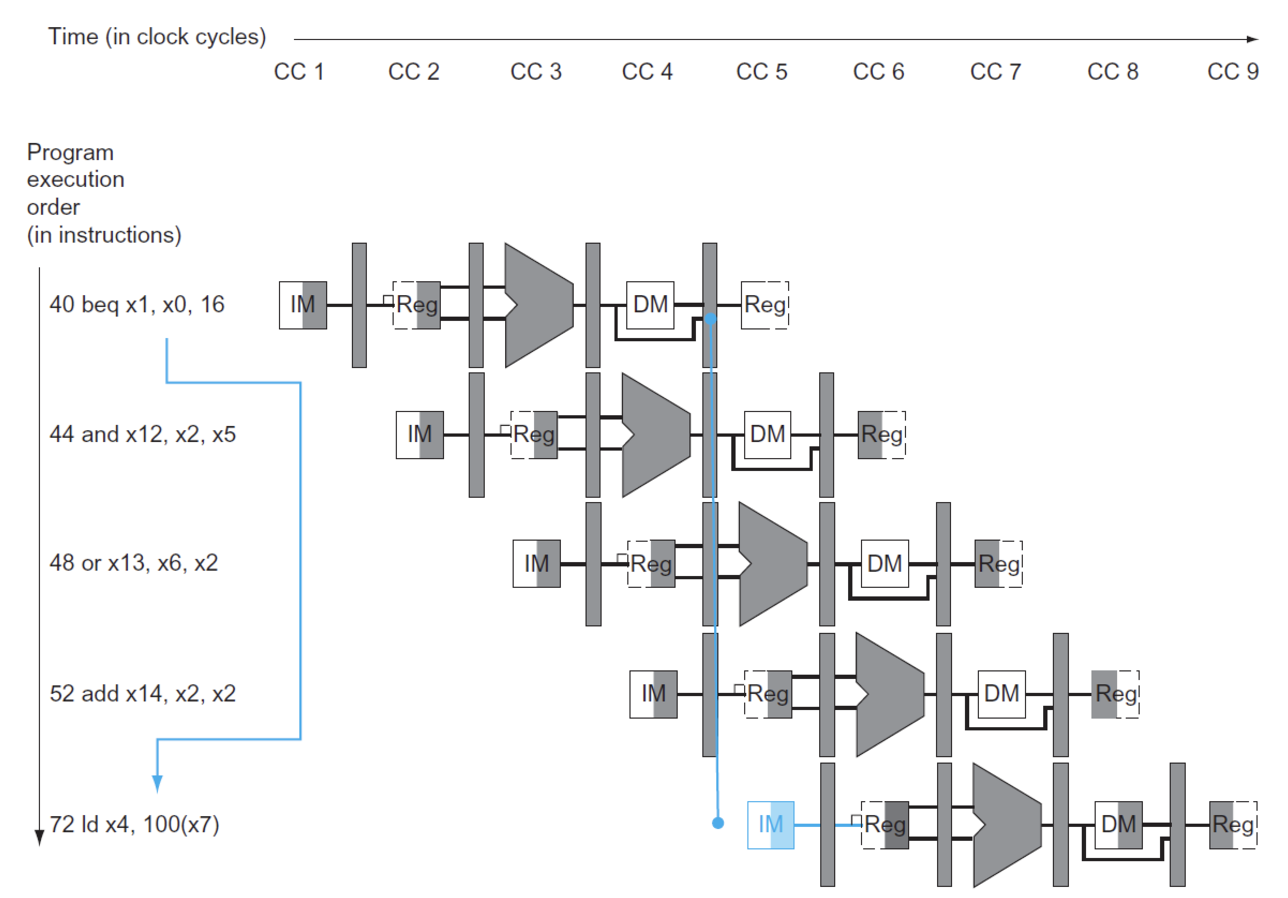 Time (in clock cycles)
CC 1 CC 2 CC 3 CC 4 CC 5 CC 6 CC 7 CC 8 CC 9
Program
execution
order
(in instructions)
40 beq x1, x0, 16 IM Reg DM Reg
44 and x12, x2, x5 IM Reg DM Reg
48 or x13, x6, x2 IM Reg DM Reg
52 add x14, x2, x2 IM Reg DM Reg
72 ld x4, 100(x7) IM Reg DM Reg